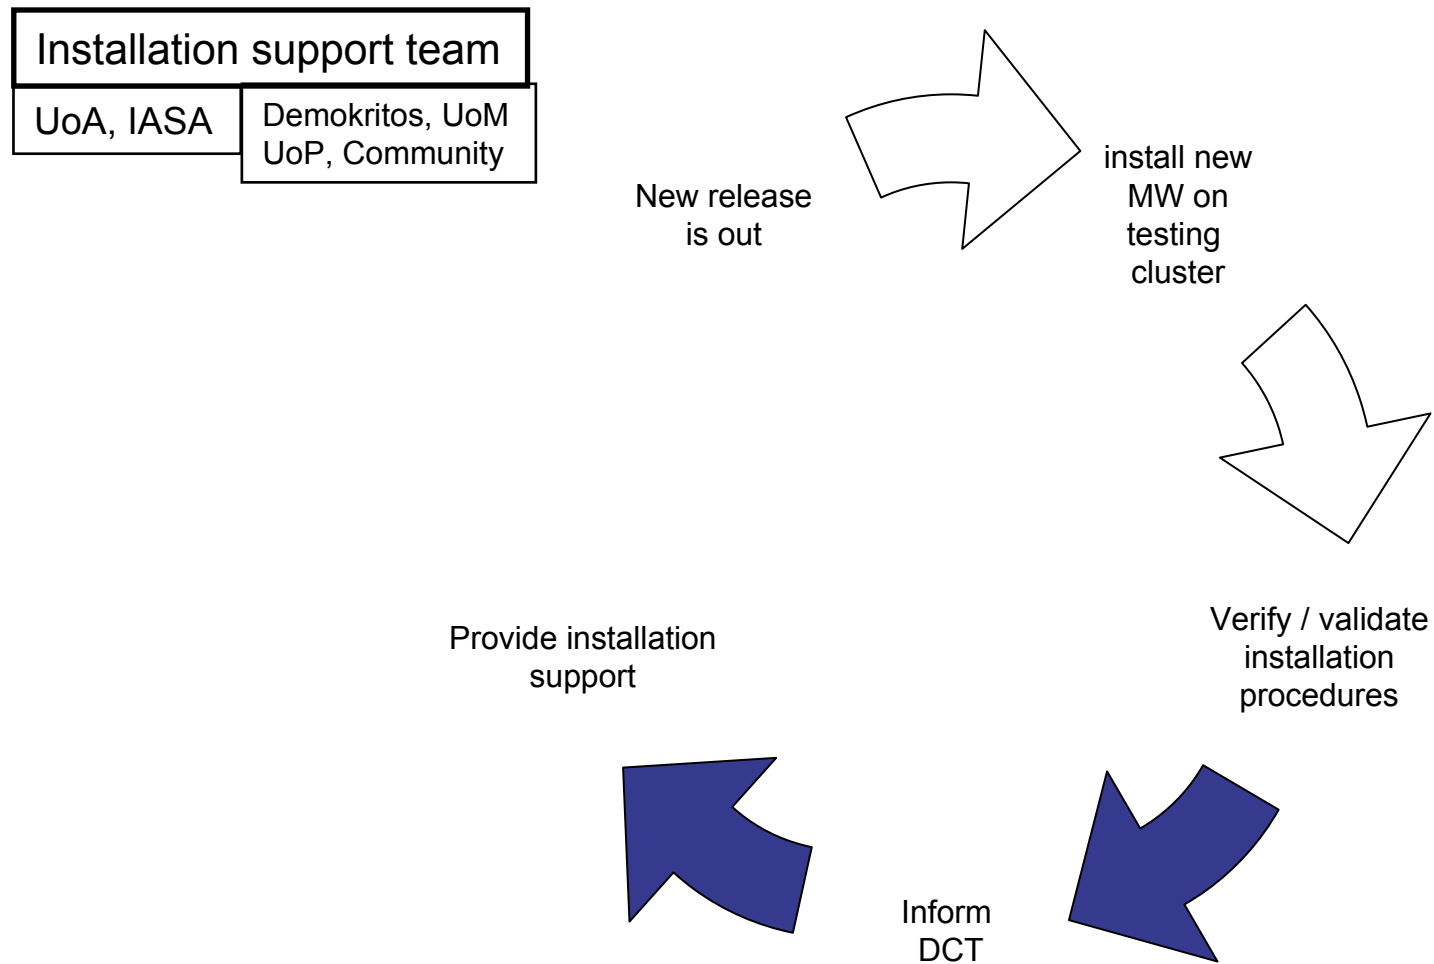 Installation support team
UoA, IASA
Demokritos, UoM
UoP, Community
New release
is out
install new
MW on
testing
cluster
Verify / validate
installation
procedures
Inform
DCT
Provide installation
support